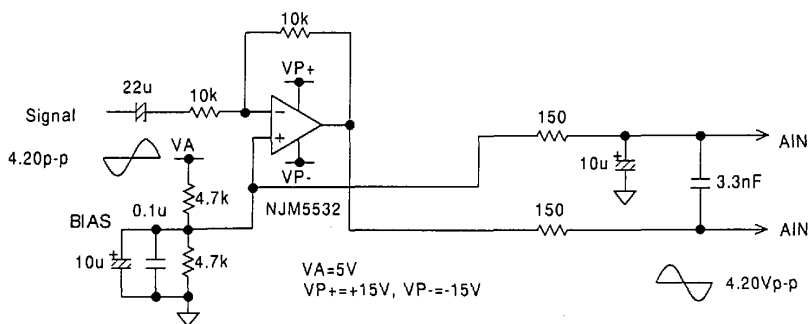 10k
VP+
22u
10k
Signal
−
+
150
AIN
4.20p-p
VA
10u
+
VP-
3.3nF
4.7k
NJM5532
0.1u
150
BIAS
AIN
10u
+
4.7k
VA=5V
VP+=+15V, VP-=-15V
4.20Vp-p